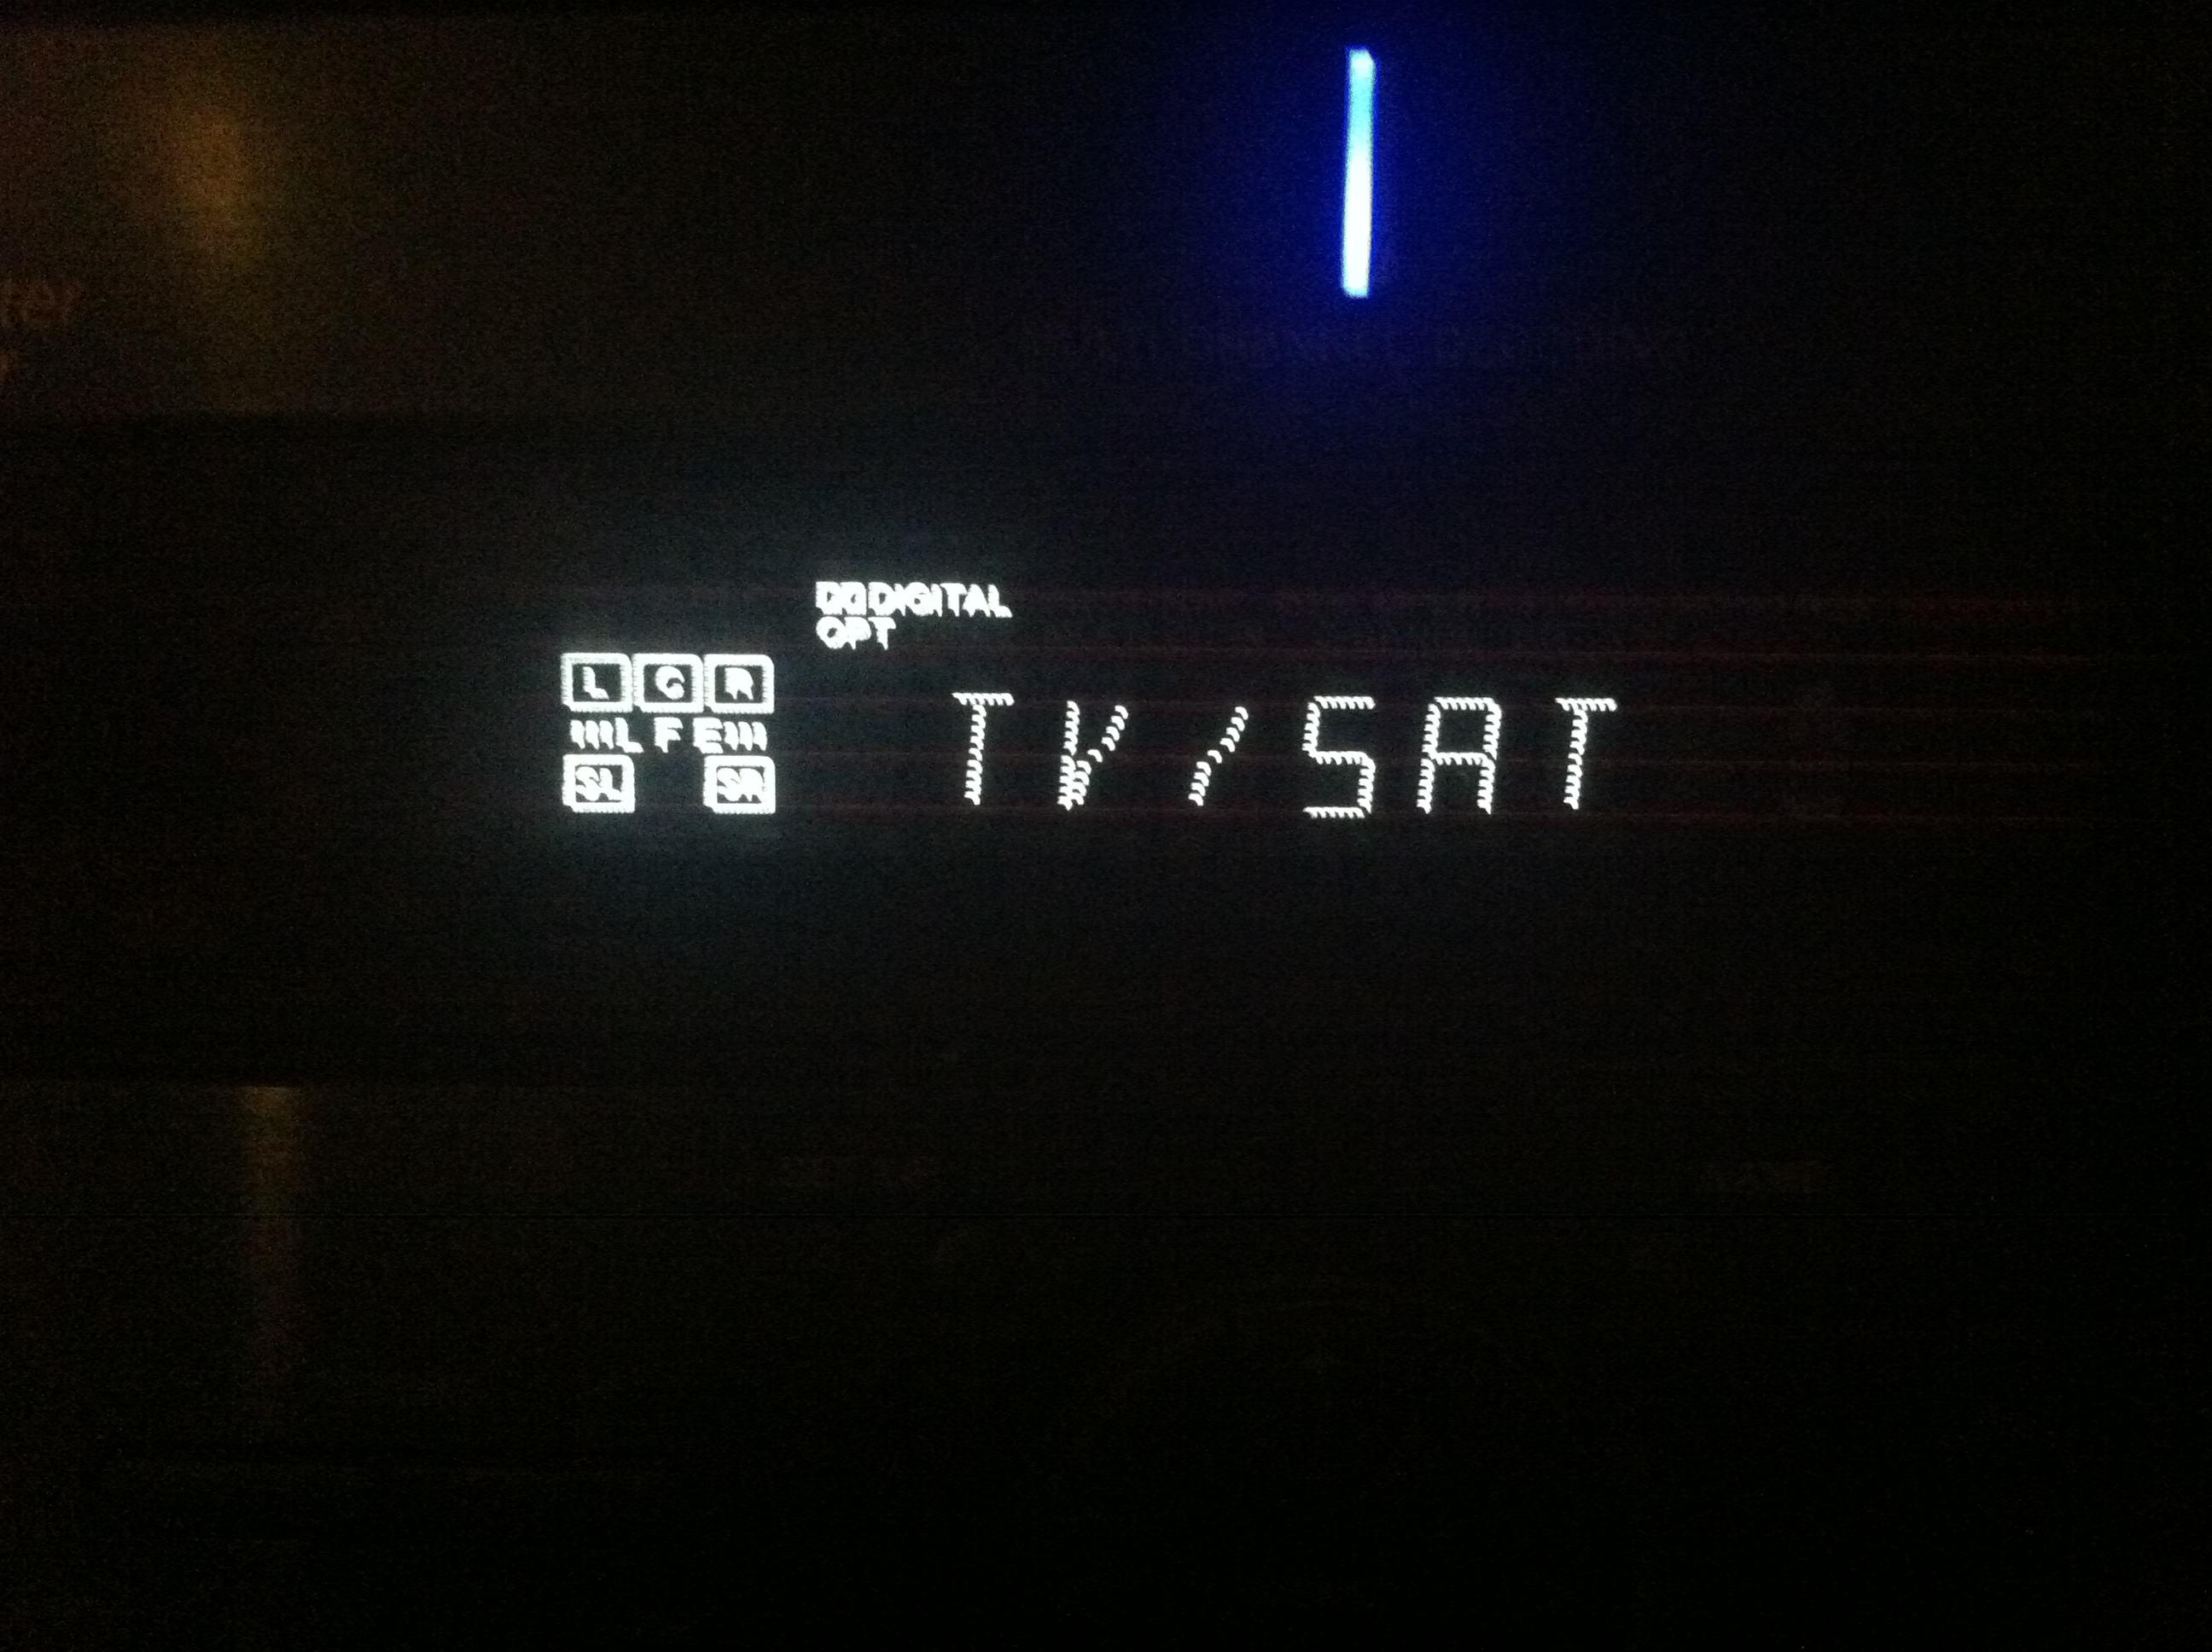 DIGITAL
OPT
L C R
LFE
TV/SAT
SL SR